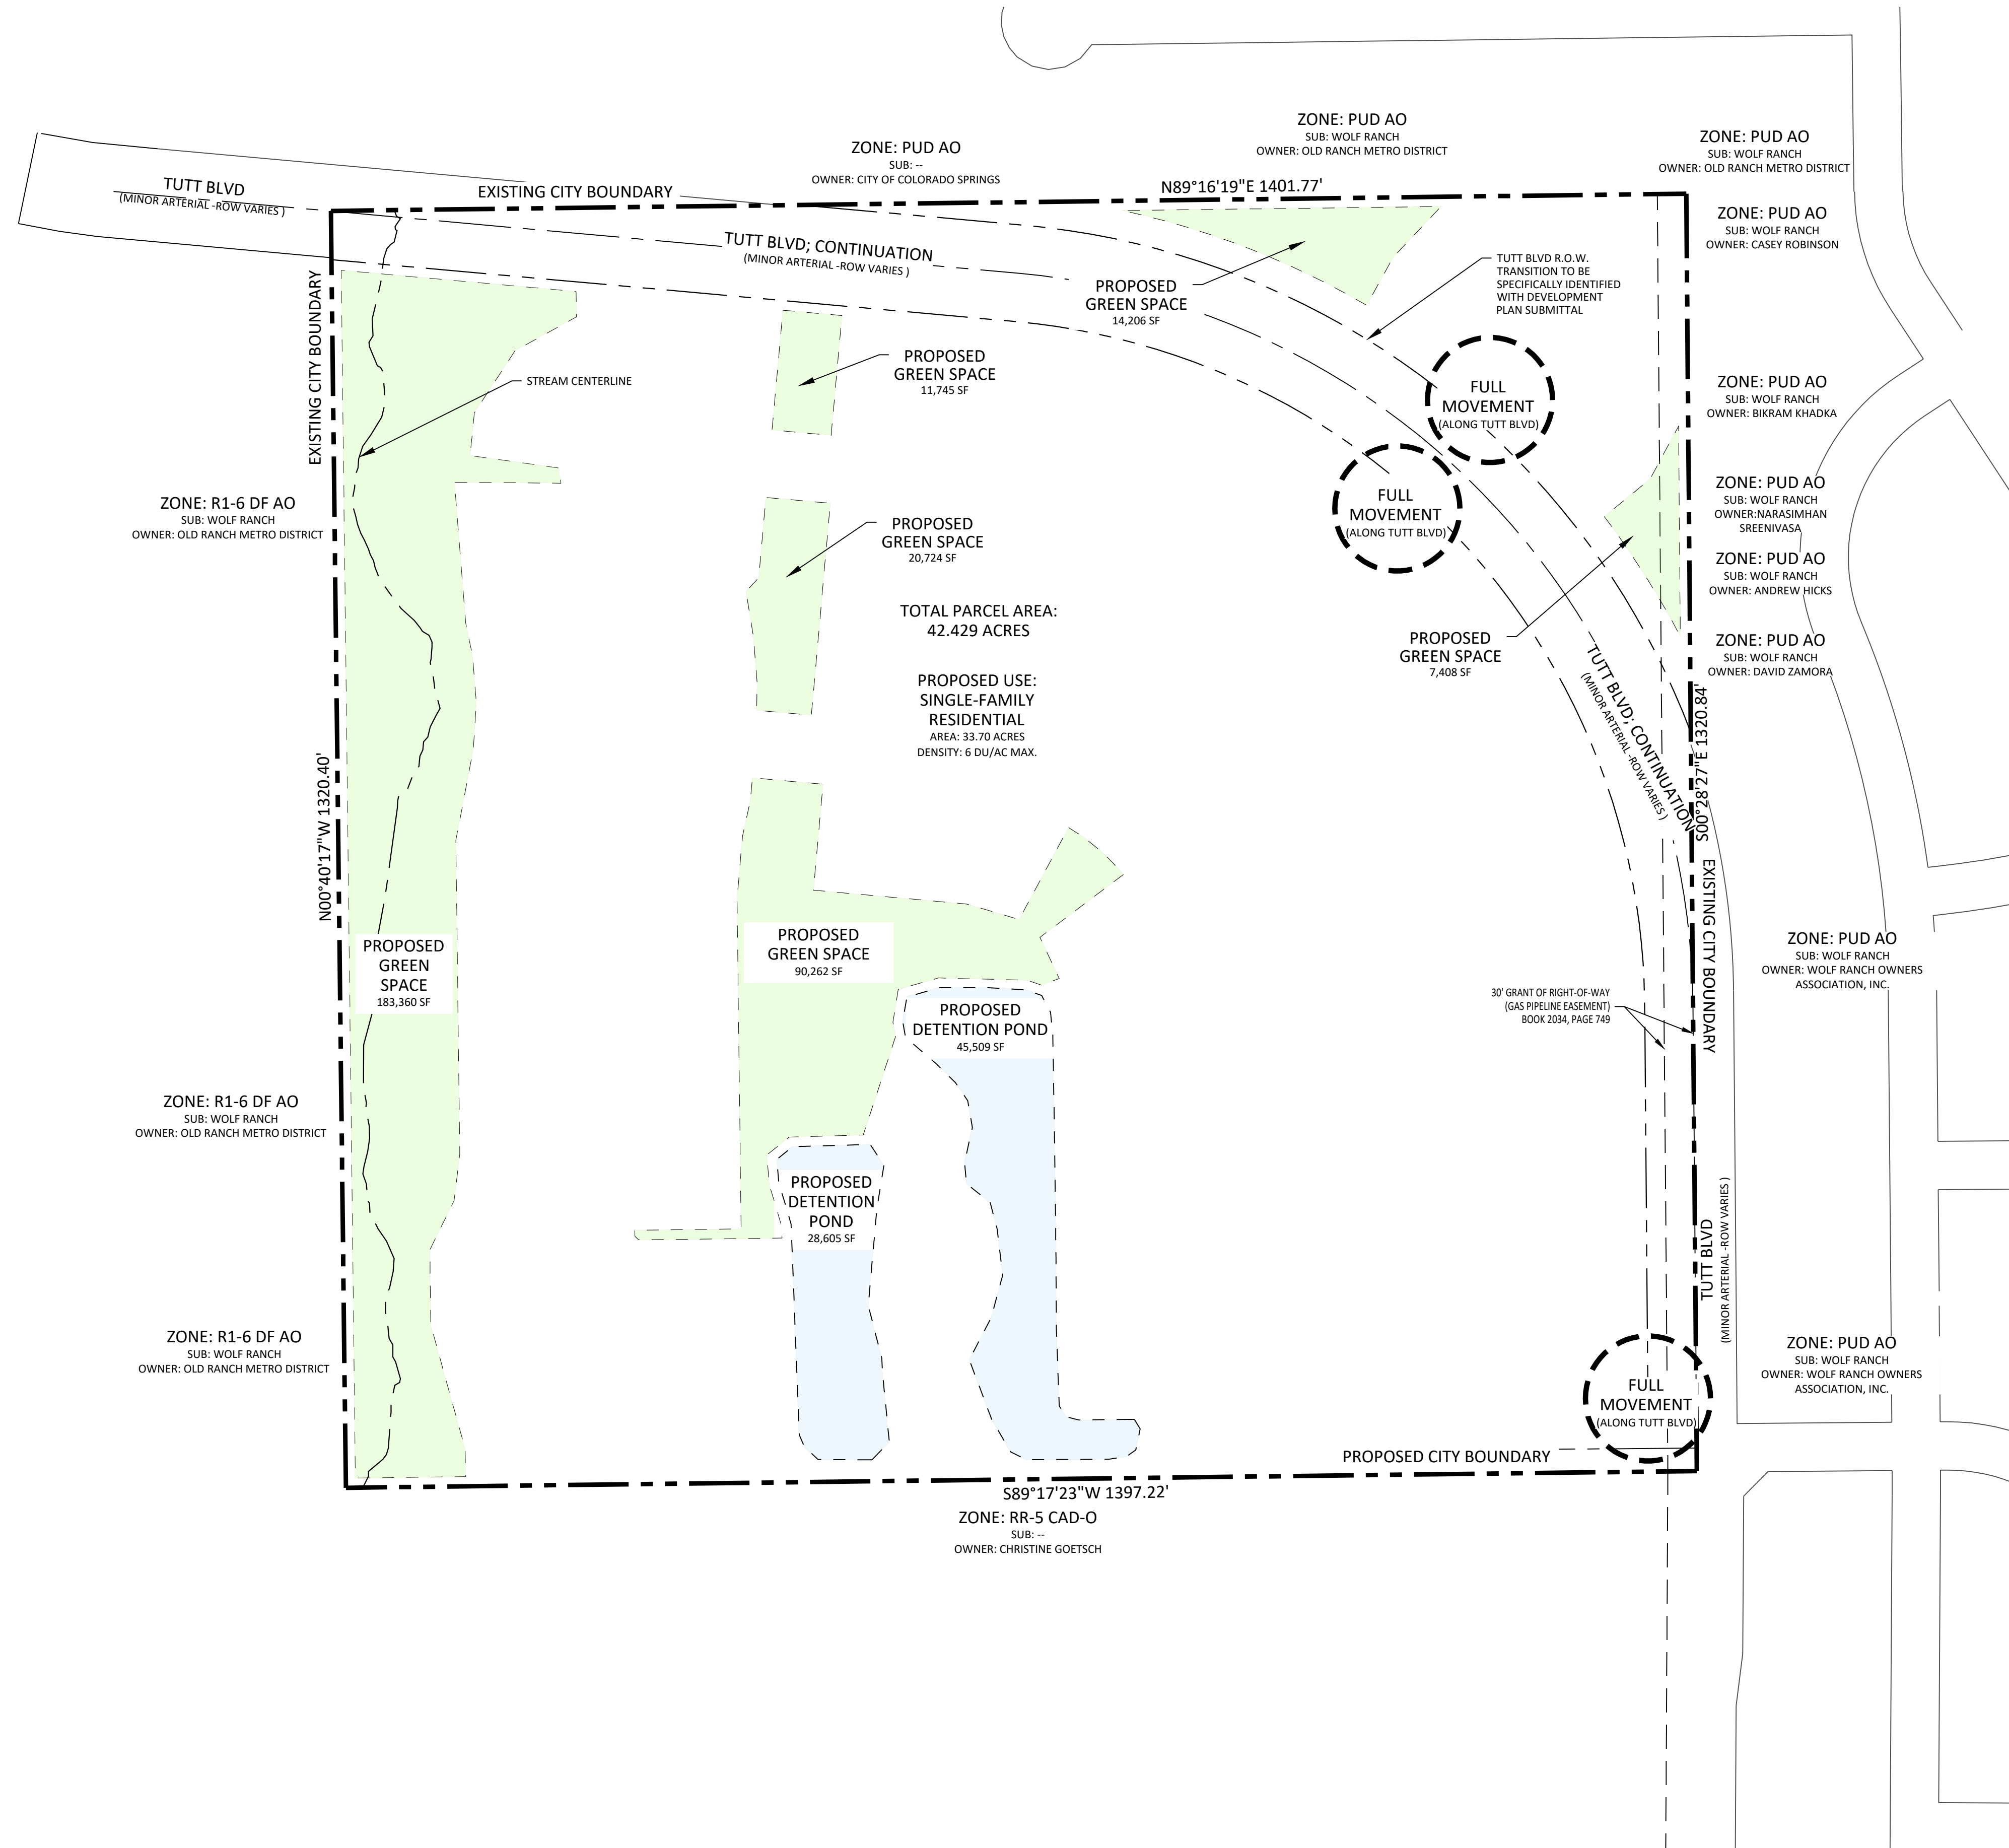 ZONE: PUD AO
SUB: WOLF RANCH
OWNER: OLD RANCH METRO DISTRICT
ZONE: PUD AO
SUB: WOLF RANCH
OWNER: OLD RANCH METRO DISTRICT
ZONE: PUD AO
SUB: --
OWNER: CITY OF COLORADO SPRINGS
TUTT BLVD
(MINOR ARTERIAL -ROW VARIES )
EXISTING CITY BOUNDARY
N89°16'19"E 1401.77'
ZONE: PUD AO
SUB: WOLF RANCH
OWNER: CASEY ROBINSON
TUTT BLVD; CONTINUATION
(MINOR ARTERIAL -ROW VARIES )
TUTT BLVD R.O.W.
TRANSITION TO BE
SPECIFICALLY IDENTIFIED
WITH DEVELOPMENT
PLAN SUBMITTAL
PROPOSED
GREEN SPACE
14,206 SF
EXISTING CITY BOUNDARY
PROPOSED
GREEN SPACE
11,745 SF
STREAM CENTERLINE
FULL
MOVEMENT
(ALONG TUTT BLVD)
ZONE: PUD AO
SUB: WOLF RANCH
OWNER: BIKRAM KHADKA
ZONE: R1-6 DF AO
SUB: WOLF RANCH
OWNER: OLD RANCH METRO DISTRICT
PROPOSED
GREEN SPACE
20,724 SF
FULL
MOVEMENT
(ALONG TUTT BLVD)
ZONE: PUD AO
SUB: WOLF RANCH
OWNER:NARASIMHAN
SREENIVASA
ZONE: PUD AO
SUB: WOLF RANCH
OWNER: ANDREW HICKS
TOTAL PARCEL AREA:
42.429 ACRES
PROPOSED
GREEN SPACE
7,408 SF
ZONE: PUD AO
SUB: WOLF RANCH
OWNER: DAVID ZAMORA
PROPOSED USE:
SINGLE-FAMILY
RESIDENTIAL
AREA: 33.70 ACRES
DENSITY: 6 DU/AC MAX.
TUTT BLVD; CONTINUATION
(MINOR ARTERIAL -ROW VARIES )
S00°28'27"E 1320.84'
N00°40'17"W 1320.40'
EXISTING CITY BOUNDARY
PROPOSED
GREEN
SPACE
183,360 SF
PROPOSED
GREEN SPACE
90,262 SF
ZONE: PUD AO
SUB: WOLF RANCH
OWNER: WOLF RANCH OWNERS
ASSOCIATION, INC.
30' GRANT OF RIGHT-OF-WAY
(GAS PIPELINE EASEMENT)
BOOK 2034, PAGE 749
PROPOSED
DETENTION POND
45,509 SF
ZONE: R1-6 DF AO
SUB: WOLF RANCH
OWNER: OLD RANCH METRO DISTRICT
PROPOSED
DETENTION
POND
28,605 SF
TUTT BLVD
(MINOR ARTERIAL -ROW VARIES )
ZONE: R1-6 DF AO
SUB: WOLF RANCH
OWNER: OLD RANCH METRO DISTRICT
ZONE: PUD AO
SUB: WOLF RANCH
OWNER: WOLF RANCH OWNERS
ASSOCIATION, INC.
FULL
MOVEMENT
(ALONG TUTT BLVD)
PROPOSED CITY BOUNDARY
S89°17'23"W 1397.22'
ZONE: RR-5 CAD-O
SUB: --
OWNER: CHRISTINE GOETSCH